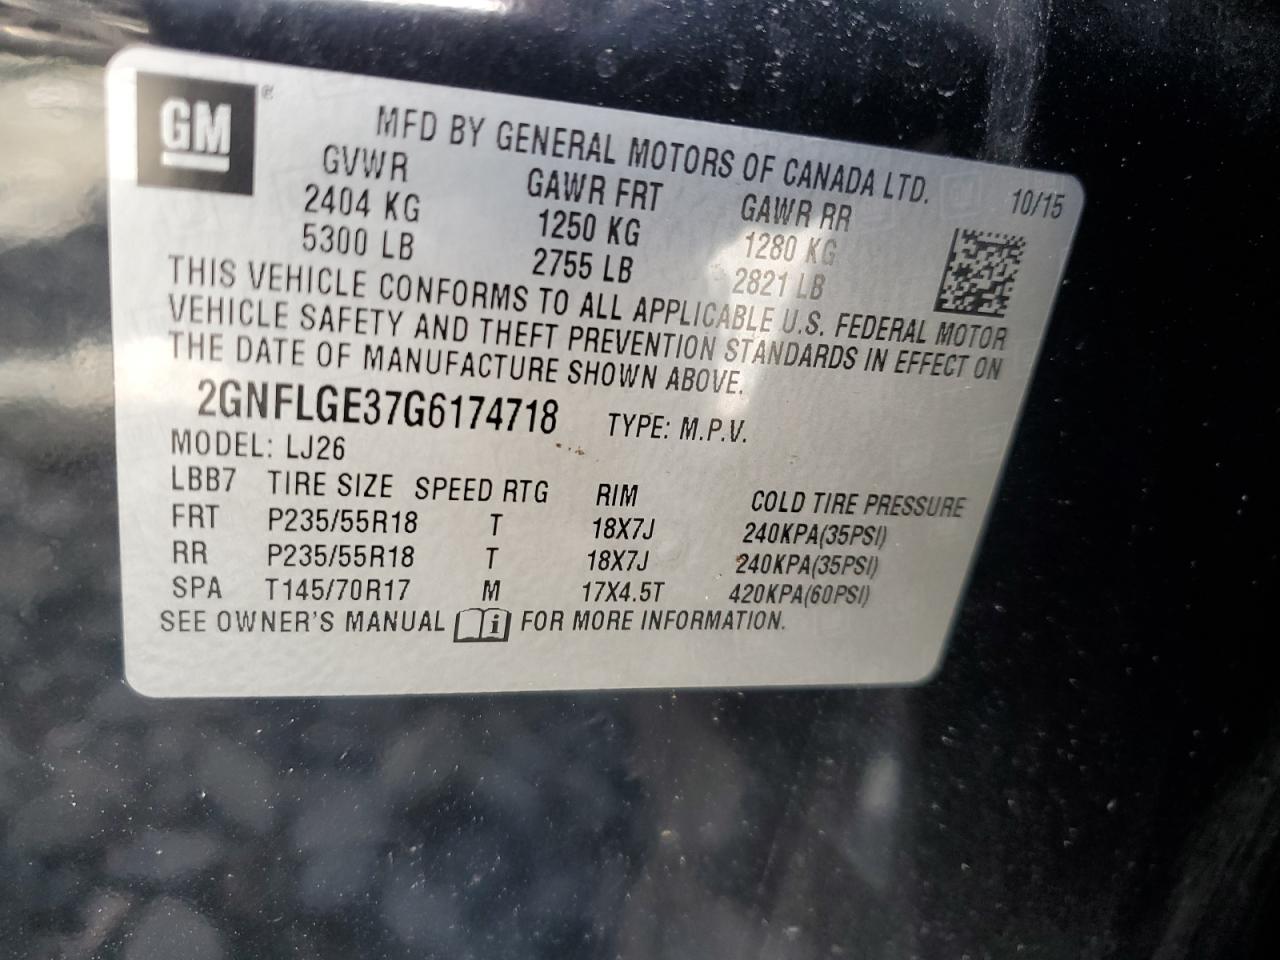 GM ®
MFD BY GENERAL MOTORS OF CANADA LTD. 10/15
GVWR GAWR FRT GAWR RR
2404 KG 1250 KG 1280 KG
5300 LB 2755 LB 2821 LB
THIS VEHICLE CONFORMS TO ALL APPLICABLE U.S. FEDERAL MOTOR
VEHICLE SAFETY AND THEFT PREVENTION STANDARDS IN EFFECT ON
THE DATE OF MANUFACTURE SHOWN ABOVE.
2GNFLGE37G6174718 TYPE: M.P.V.
MODEL: LJ26
LBB7 TIRE SIZE SPEED RTG RIM COLD TIRE PRESSURE
FRT P235/55R18 T 18X7J 240KPA(35PSI)
RR P235/55R18 T 18X7J 240KPA(35PSI)
SPA T145/70R17 M 17X4.5T 420KPA(60PSI)
SEE OWNER'S MANUAL i FOR MORE INFORMATION.